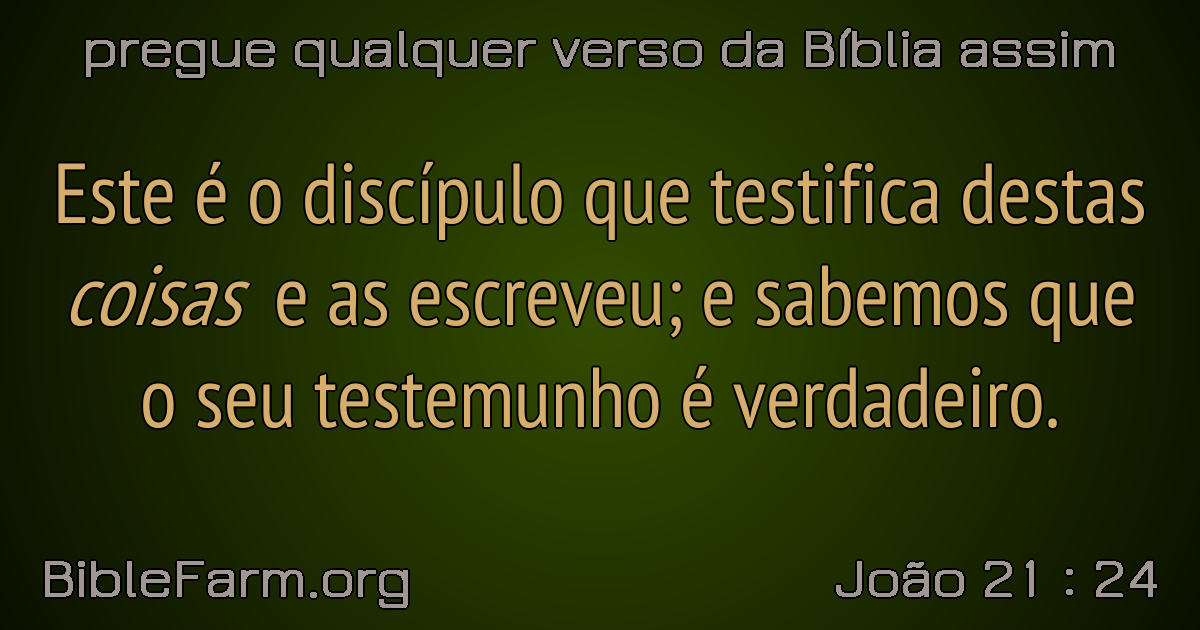 pregue qualquer verso da Bíblia assim
Este é o discípulo que testifica destas
coisas e as escreveu; e sabemos que
o seu testemunho é verdadeiro.
BibleFarm.org
João 21 : 24